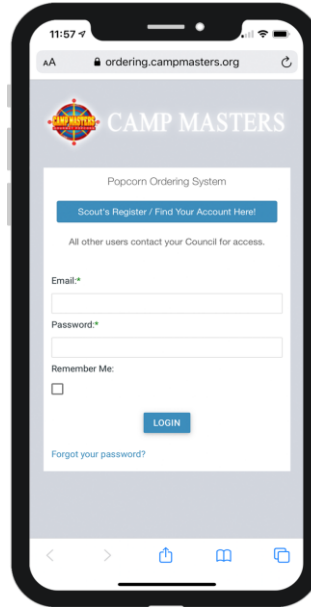 11:57
AA ordering.campmasters.org
CAMP MASTERS
CAMP MASTERS
Popcorn Ordering System
Scout's Register / Find Your Account Here!
All other users contact your Council for access.
Email:*
Password:*
Remember Me:
LOGIN
Forgot your password?